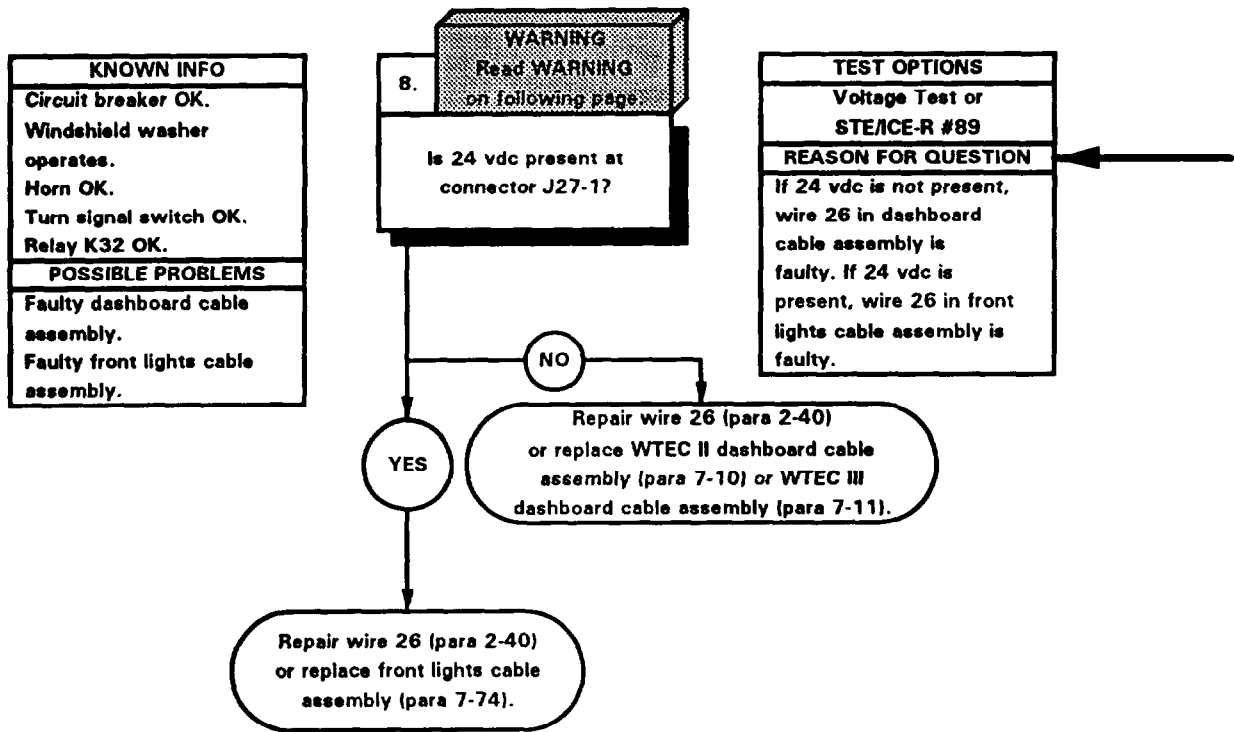 KNOWN INFO
Circuit breaker OK.
Windshield washer
operates.
Horn OK.
Turn signal switch OK.
Relay K32 OK.
POSSIBLE PROBLEMS
Faulty dashboard cable
assembly.
Faulty front lights cable
assembly.
WARNING
Read WARNING
on following page
8.
Is 24 vdc present at
connector J27-1?
TEST OPTIONS
Voltage Test or
STE/ICE-R #89
REASON FOR QUESTION
If 24 vdc is not present,
wire 26 in dashboard
cable assembly is
faulty. If 24 vdc is
present, wire 26 in front
lights cable assembly is
faulty.
NO
YES
Repair wire 26 (para 2-40)
or replace WTEC II dashboard cable
assembly (para 7-10) or WTEC III
dashboard cable assembly (para 7-11).
Repair wire 26 (para 2-40)
or replace front lights cable
assembly (para 7-74).